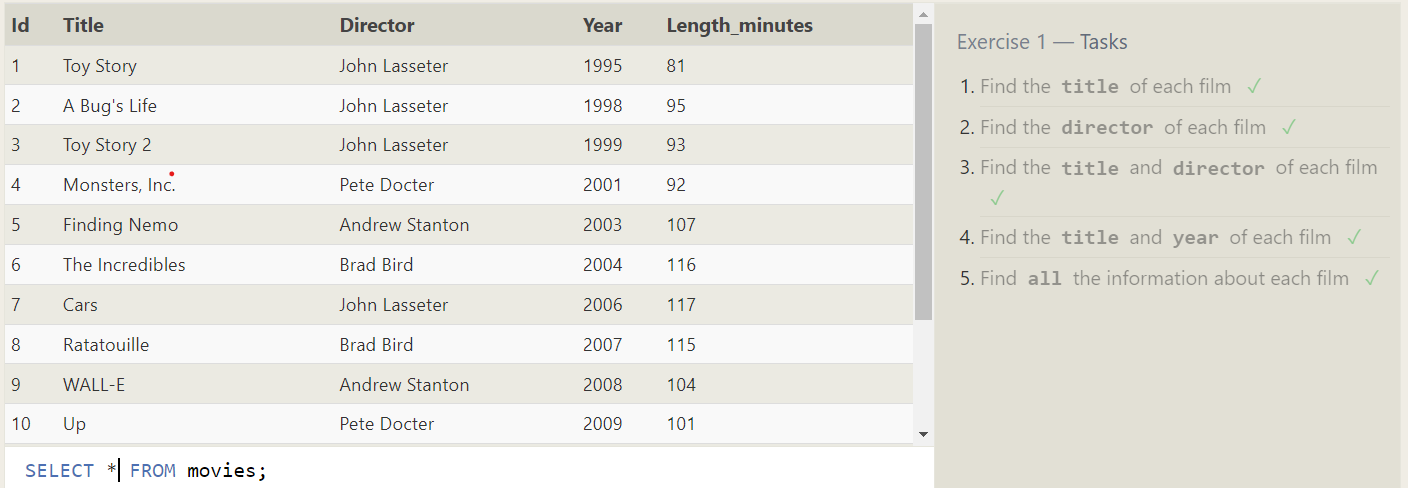 Id Title Director Year Length_minutes
1 Toy Story John Lasseter 1995 81
2 A Bug's Life John Lasseter 1998 95
3 Toy Story 2 John Lasseter 1999 93
4 Monsters, Inc. Pete Docter 2001 92
5 Finding Nemo Andrew Stanton 2003 107
6 The Incredibles Brad Bird 2004 116
7 Cars John Lasseter 2006 117
8 Ratatouille Brad Bird 2007 115
9 WALL-E Andrew Stanton 2008 104
10 Up Pete Docter 2009 101
SELECT * FROM movies;
Exercise 1 — Tasks
1. Find the title of each film ✓
2. Find the director of each film ✓
3. Find the title and director of each film
✓
4. Find the title and year of each film ✓
5. Find all the information about each film ✓